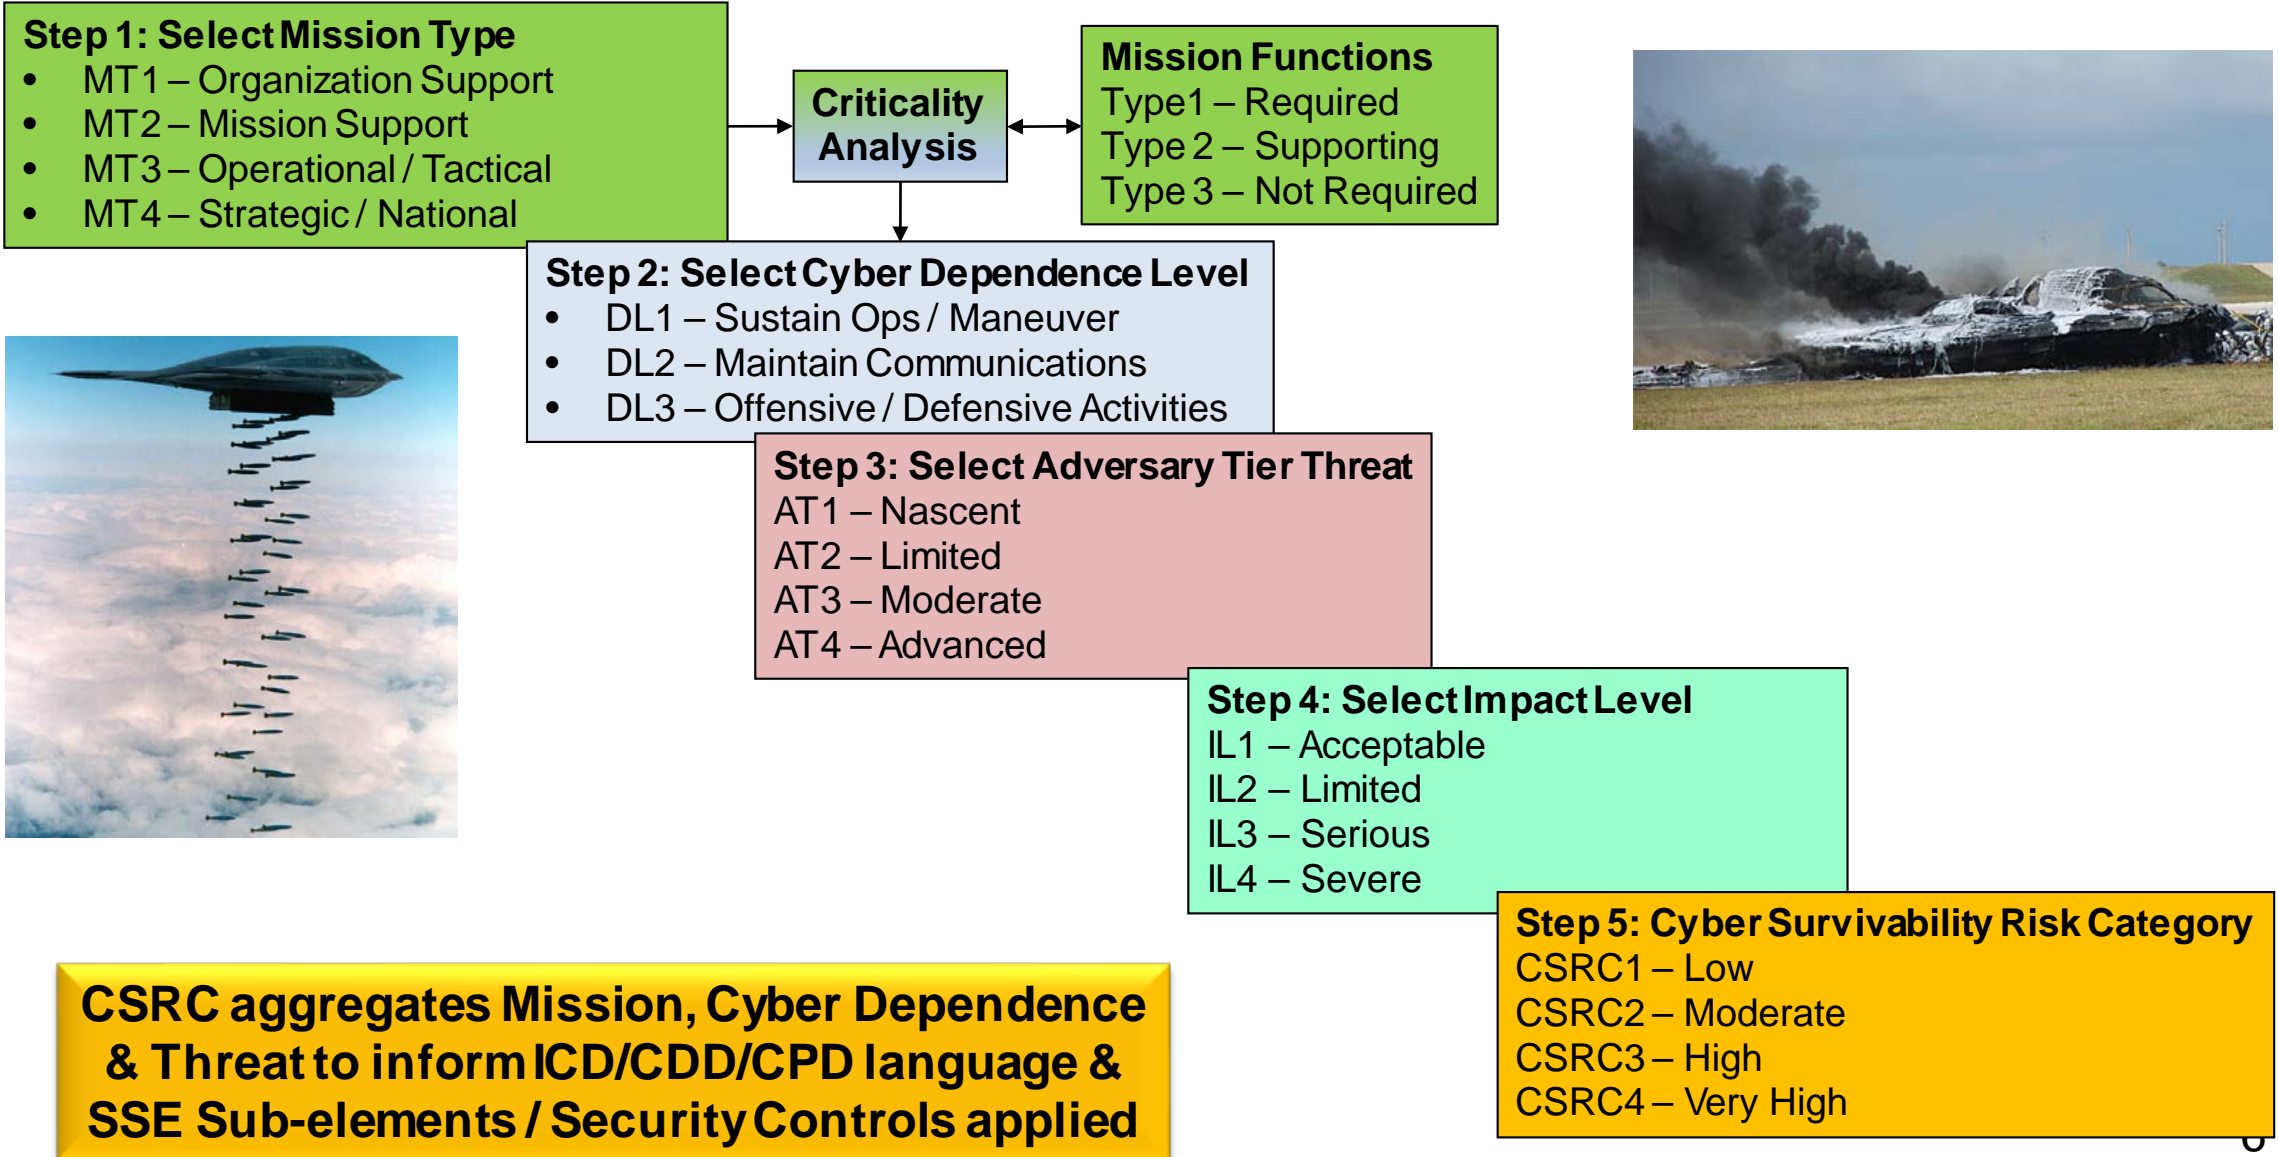 Step 1: Select Mission Type
• MT1 – Organization Support
• MT2 – Mission Support
• MT3 – Operational / Tactical
• MT4 – Strategic / National
Criticality
Analysis
Mission Functions
Type1 – Required
Type 2 – Supporting
Type 3 – Not Required
Step 2: Select Cyber Dependence Level
• DL1 – Sustain Ops / Maneuver
• DL2 – Maintain Communications
• DL3 – Offensive / Defensive Activities
Step 3: Select Adversary Tier Threat
AT1 – Nascent
AT2 – Limited
AT3 – Moderate
AT4 – Advanced
Step 4: Select Impact Level
IL1 – Acceptable
IL2 – Limited
IL3 – Serious
IL4 – Severe
Step 5: Cyber Survivability Risk Category
CSRC1 – Low
CSRC2 – Moderate
CSRC3 – High
CSRC4 – Very High
CSRC aggregates Mission, Cyber Dependence
& Threat to inform ICD/CDD/CPD language &
SSE Sub-elements / Security Controls applied